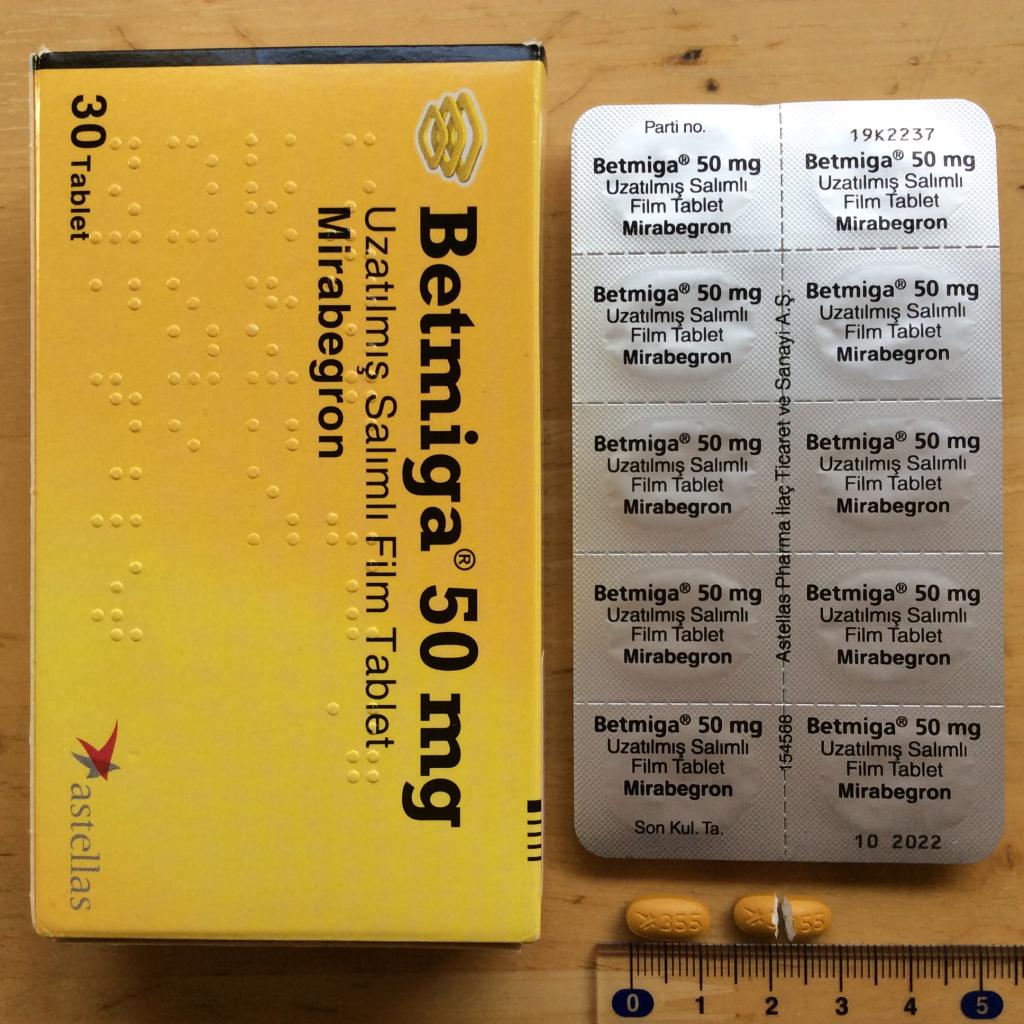 Betmiga® 50 mg
Uzatılmış Salımlı Film Tablet
Mirabegron
30 Tablet
astellas
Parti no.
19K2237
Betmiga® 50 mg
Uzatılmış Salımlı
Film Tablet
Mirabegron
Betmiga® 50 mg
Uzatılmış Salımlı
Film Tablet
Mirabegron
Betmiga® 50 mg
Uzatılmış Salımlı
Film Tablet
Mirabegron
Betmiga® 50 mg
Uzatılmış Salımlı
Film Tablet
Mirabegron
Betmiga® 50 mg
Uzatılmış Salımlı
Film Tablet
Mirabegron
Betmiga® 50 mg
Uzatılmış Salımlı
Film Tablet
Mirabegron
Betmiga® 50 mg
Uzatılmış Salımlı
Film Tablet
Mirabegron
Betmiga® 50 mg
Uzatılmış Salımlı
Film Tablet
Mirabegron
Betmiga® 50 mg
Uzatılmış Salımlı
Film Tablet
Mirabegron
Betmiga® 50 mg
Uzatılmış Salımlı
Film Tablet
Mirabegron
154568 Astellas Pharma İlaç Ticaret ve Sanayi A.Ş.
Son Kul. Ta.
10 2022
355
355
0 1 2 3 4 5